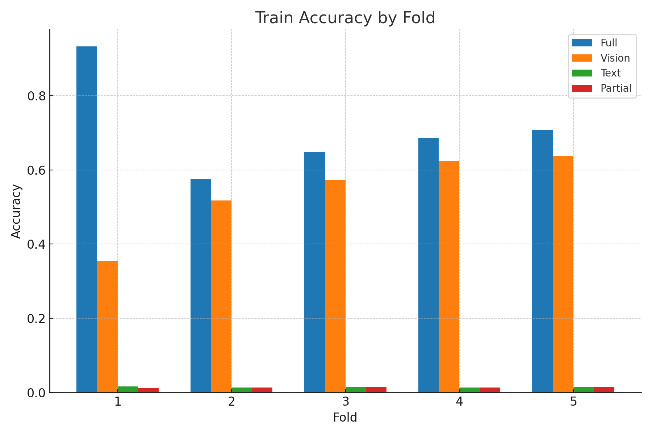 Train Accuracy by Fold
Full
Vision
Text
Partial
0.8
0.6
0.4
0.2
0.0
Accuracy
1 2 3 4 5
Fold